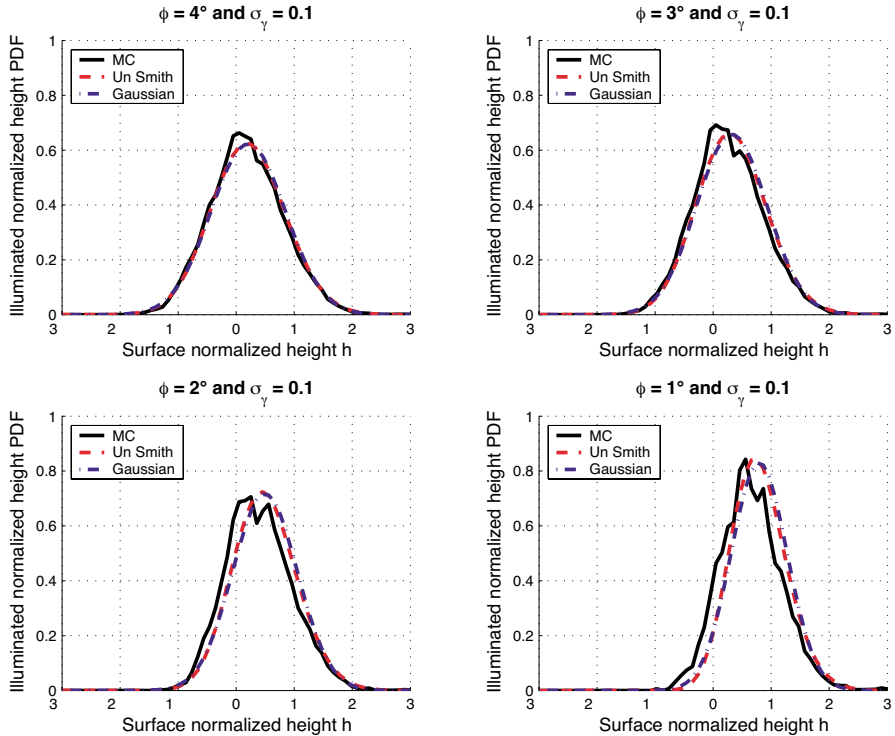 ϕ = 4° and σγ = 0.1
Illuminated normalized height PDF
1
0.8
0.6
0.4
0.2
0
MC
Un Smith
Gaussian
3 2 1 0 1 2 3
Surface normalized height h
ϕ = 3° and σγ = 0.1
Illuminated normalized height PDF
1
0.8
0.6
0.4
0.2
0
MC
Un Smith
Gaussian
3 2 1 0 1 2 3
Surface normalized height h
ϕ = 2° and σγ = 0.1
Illuminated normalized height PDF
1
0.8
0.6
0.4
0.2
0
MC
Un Smith
Gaussian
3 2 1 0 1 2 3
Surface normalized height h
ϕ = 1° and σγ = 0.1
Illuminated normalized height PDF
1
0.8
0.6
0.4
0.2
0
MC
Un Smith
Gaussian
3 2 1 0 1 2 3
Surface normalized height h